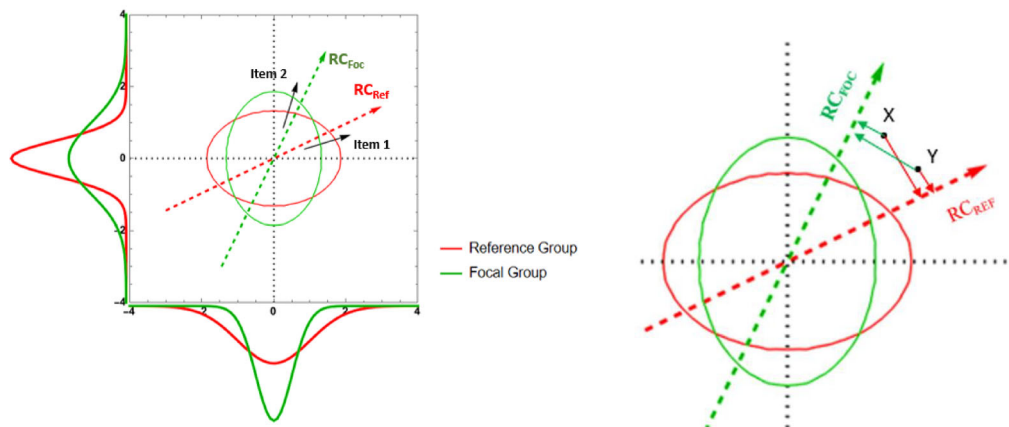 4
2
0
-2
-4
-4
-2
0
2
4
Item 2
RCFoc
RCRef
Item 1
Reference Group
Focal Group
RCFOC
X
Y
RCREF